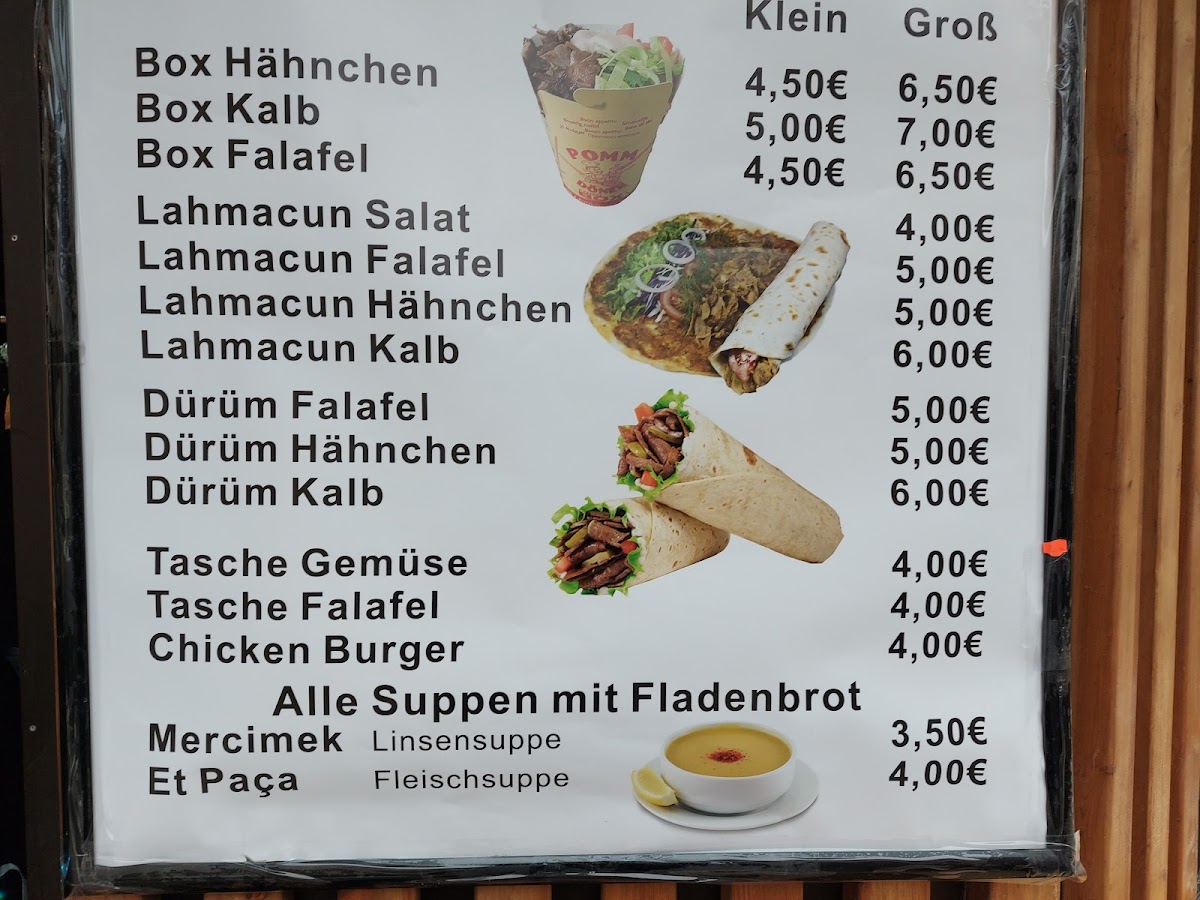 Klein Groß
Box Hähnchen 4,50€ 6,50€
Box Kalb 5,00€ 7,00€
Box Falafel 4,50€ 6,50€
POMM
DÖNER
Lahmacun Salat 4,00€
Lahmacun Falafel 5,00€
Lahmacun Hähnchen 5,00€
Lahmacun Kalb 6,00€
Dürüm Falafel 5,00€
Dürüm Hähnchen 5,00€
Dürüm Kalb 6,00€
Tasche Gemüse 4,00€
Tasche Falafel 4,00€
Chicken Burger 4,00€
Alle Suppen mit Fladenbrot
Mercimek Linsensuppe 3,50€
Et Paça Fleischsuppe 4,00€